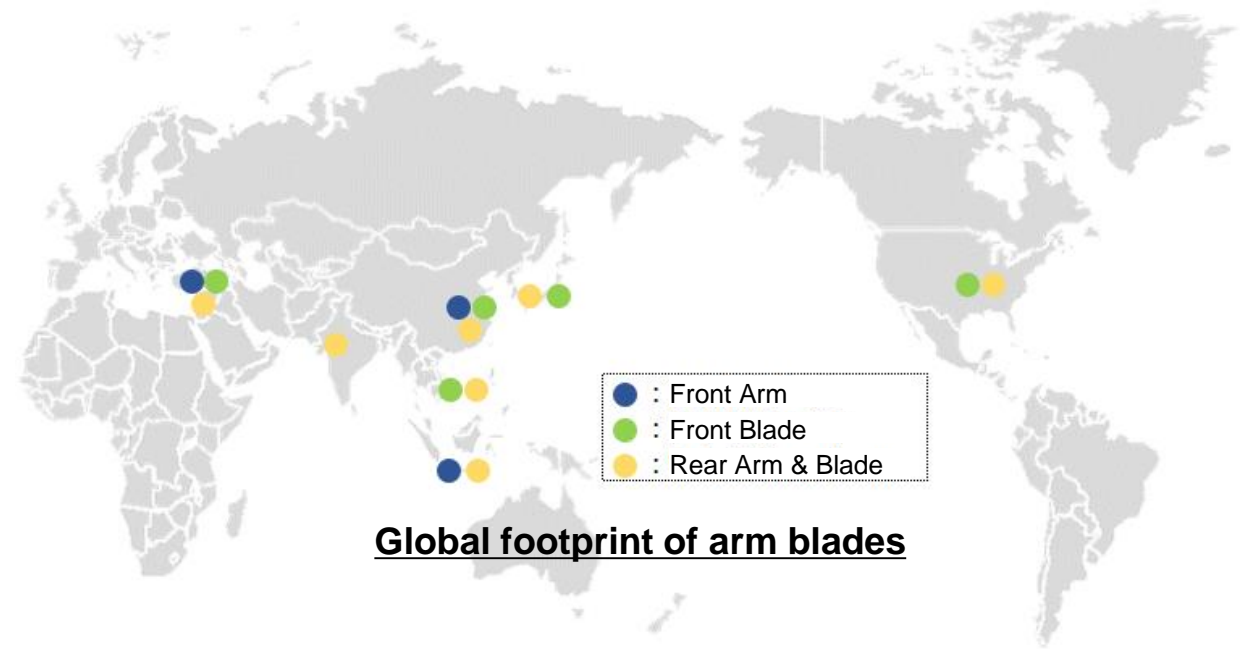 : Front Arm
: Front Blade
: Rear Arm & Blade
Global footprint of arm blades